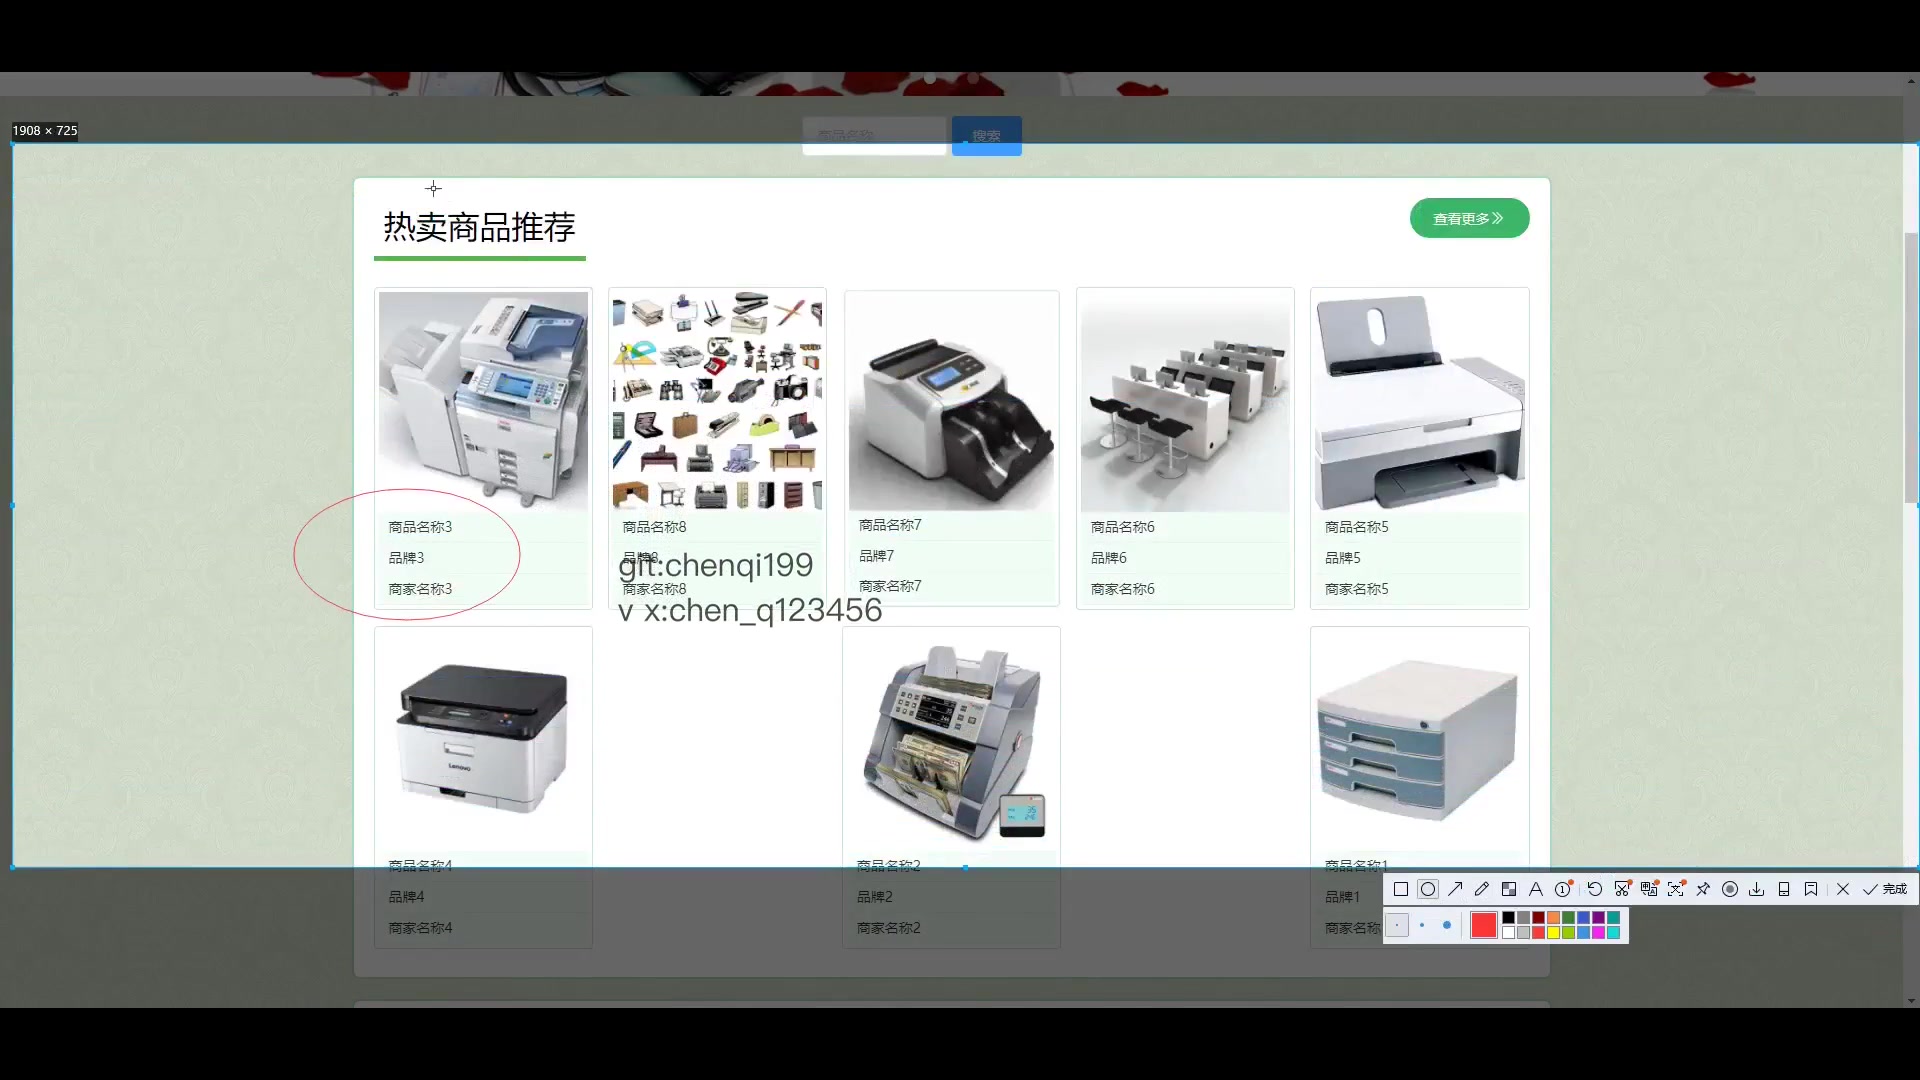 1908 × 725
商品名称
搜索
热卖商品推荐
查看更多
商品名称3
品牌3
商家名称3
商品名称8
品牌8
商家名称8
商品名称7
品牌7
商家名称7
商品名称6
品牌6
商家名称6
商品名称5
品牌5
商家名称5
git:chenqi199
v x:chen_q123456
Lenovo
商品名称4
品牌4
商家名称4
商品名称2
品牌2
商家名称2
商品名称1
品牌1
商家名称
完成